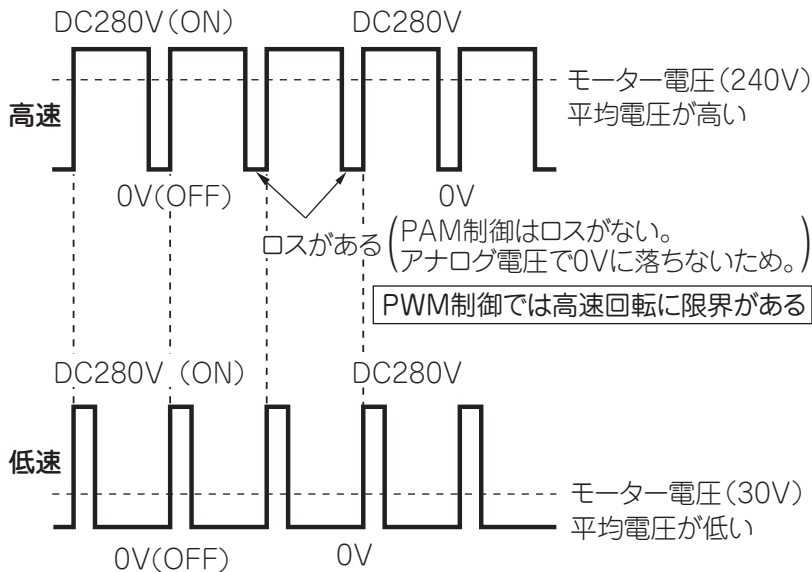 DC280V(ON)
DC280V
モーター電圧(240V)
平均電圧が高い
高速
0V(OFF)
0V
ロスがある
PAM制御はロスがない。
アナログ電圧で0Vに落ちないため。
PWM制御では高速回転に限界がある
DC280V (ON)
DC280V
低速
モーター電圧(30V)
平均電圧が低い
0V(OFF)
0V